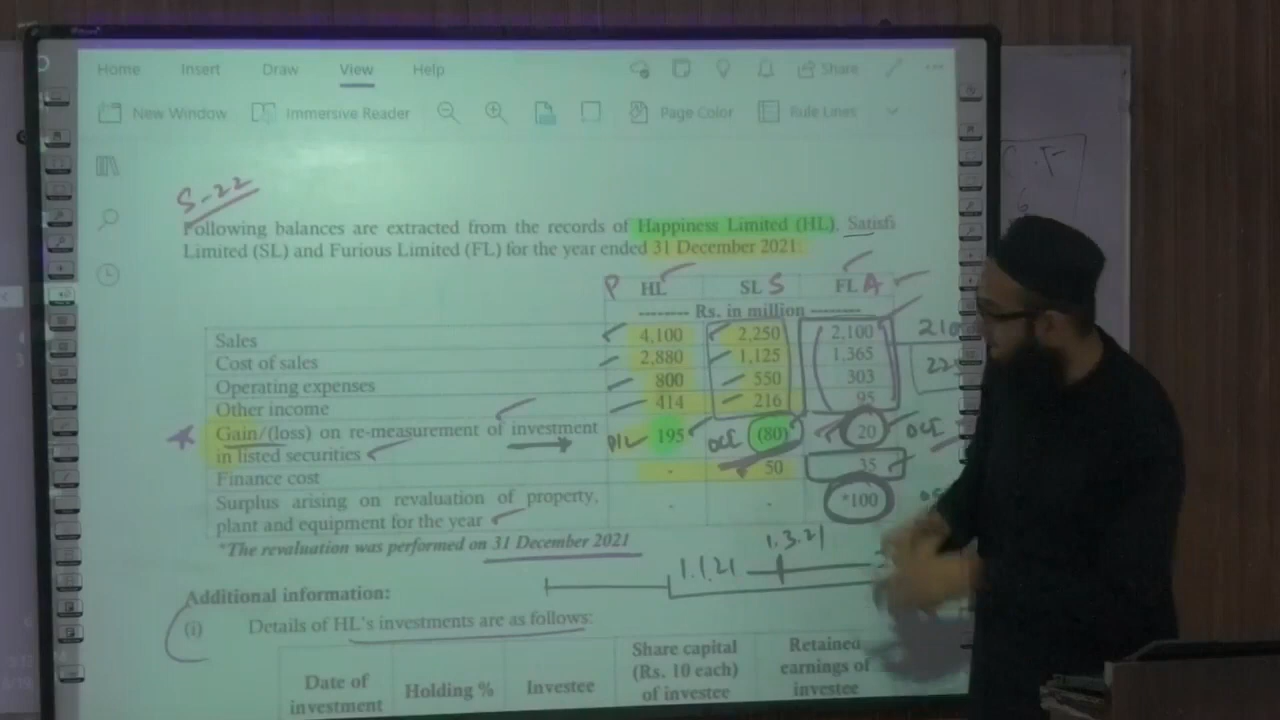 Home Insert Draw View Help Share
New Window Immersive Reader Page Color Rule Lines
S-22
Following balances are extracted from the records of Happiness Limited (HL), Satisfi
Limited (SL) and Furious Limited (FL) for the year ended 31 December 2021:
P HL SL S FL A
------- Rs. in million -------
Sales 4,100 2,250 2,100
Cost of sales 2,880 1,125 1,365
Operating expenses 800 550 303
Other income 414 216 95
Gain/(loss) on re-measurement of investment P/L 195 OCI (80) 20 OCI
in listed securities
Finance cost - 50 35
Surplus arising on revaluation of property, - - *100
plant and equipment for the year
*The revaluation was performed on 31 December 2021
1.3.21
1.1.21
Additional information:
(i) Details of HL's investments are as follows:
Date of investment Holding % Investee Share capital (Rs. 10 each) of investee Retained earnings of investee